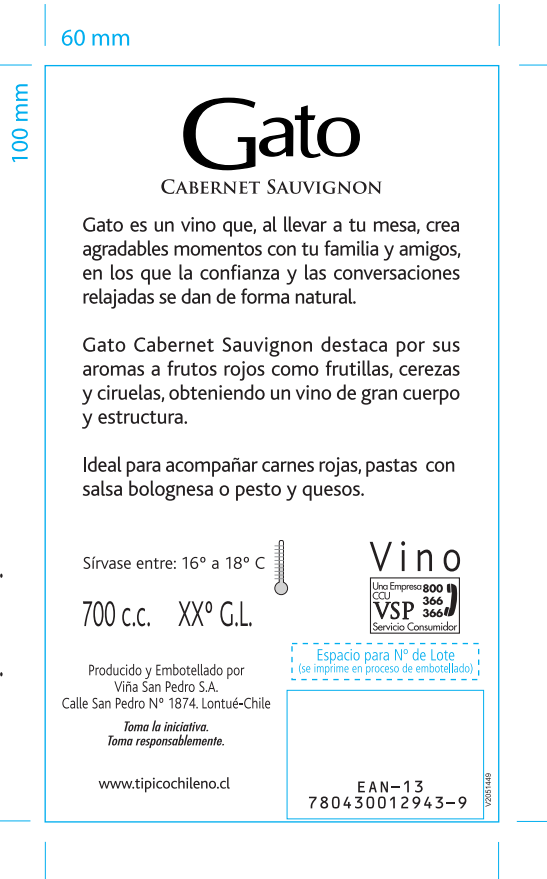 60 mm
100 mm
Gato
CABERNET SAUVIGNON
Gato es un vino que, al llevar a tu mesa, crea
agradables momentos con tu familia y amigos,
en los que la confianza y las conversaciones
relajadas se dan de forma natural.
Gato Cabernet Sauvignon destaca por sus
aromas a frutos rojos como frutillas, cerezas
y ciruelas, obteniendo un vino de gran cuerpo
y estructura.
Ideal para acompañar carnes rojas, pastas con
salsa bolognesa o pesto y quesos.
Sírvase entre: 16° a 18° C
700 c.c. XX° G.L.
Vino
Una Empresa
CCU
VSP
800
366
366
Servicio Consumidor
Espacio para N° de Lote
(se imprime en proceso de embotellado)
Producido y Embotellado por
Viña San Pedro S.A.
Calle San Pedro N° 1874. Lontué-Chile
Toma la iniciativa.
Toma responsablemente.
www.tipicochileno.cl
EAN-13
780430012943-9
V2051449